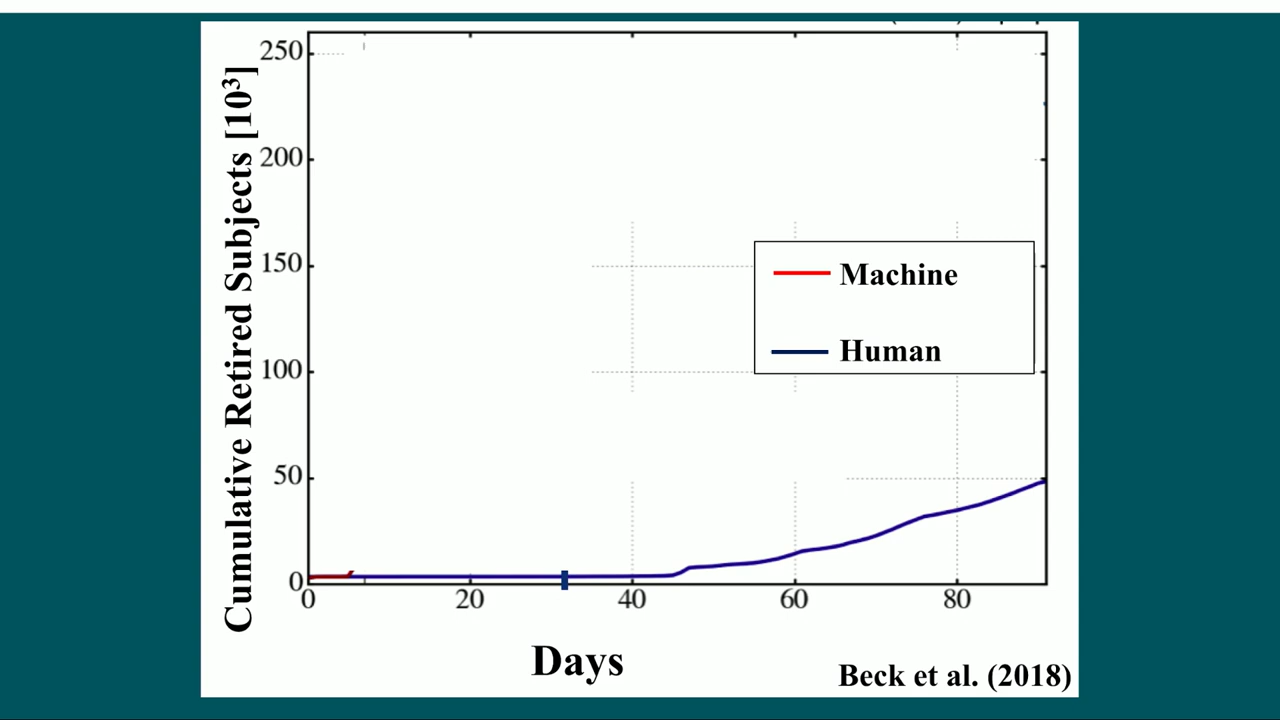 250
200
150
100
50
0
Cumulative Retired Subjects [10³]
Machine
Human
0 20 40 60 80
Days
Beck et al. (2018)